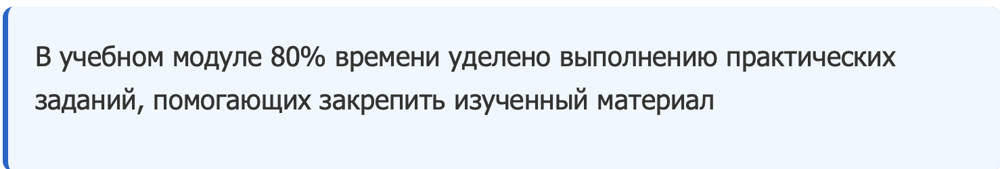 В учебном модуле 80% времени уделено выполнению практических
заданий, помогающих закрепить изученный материал